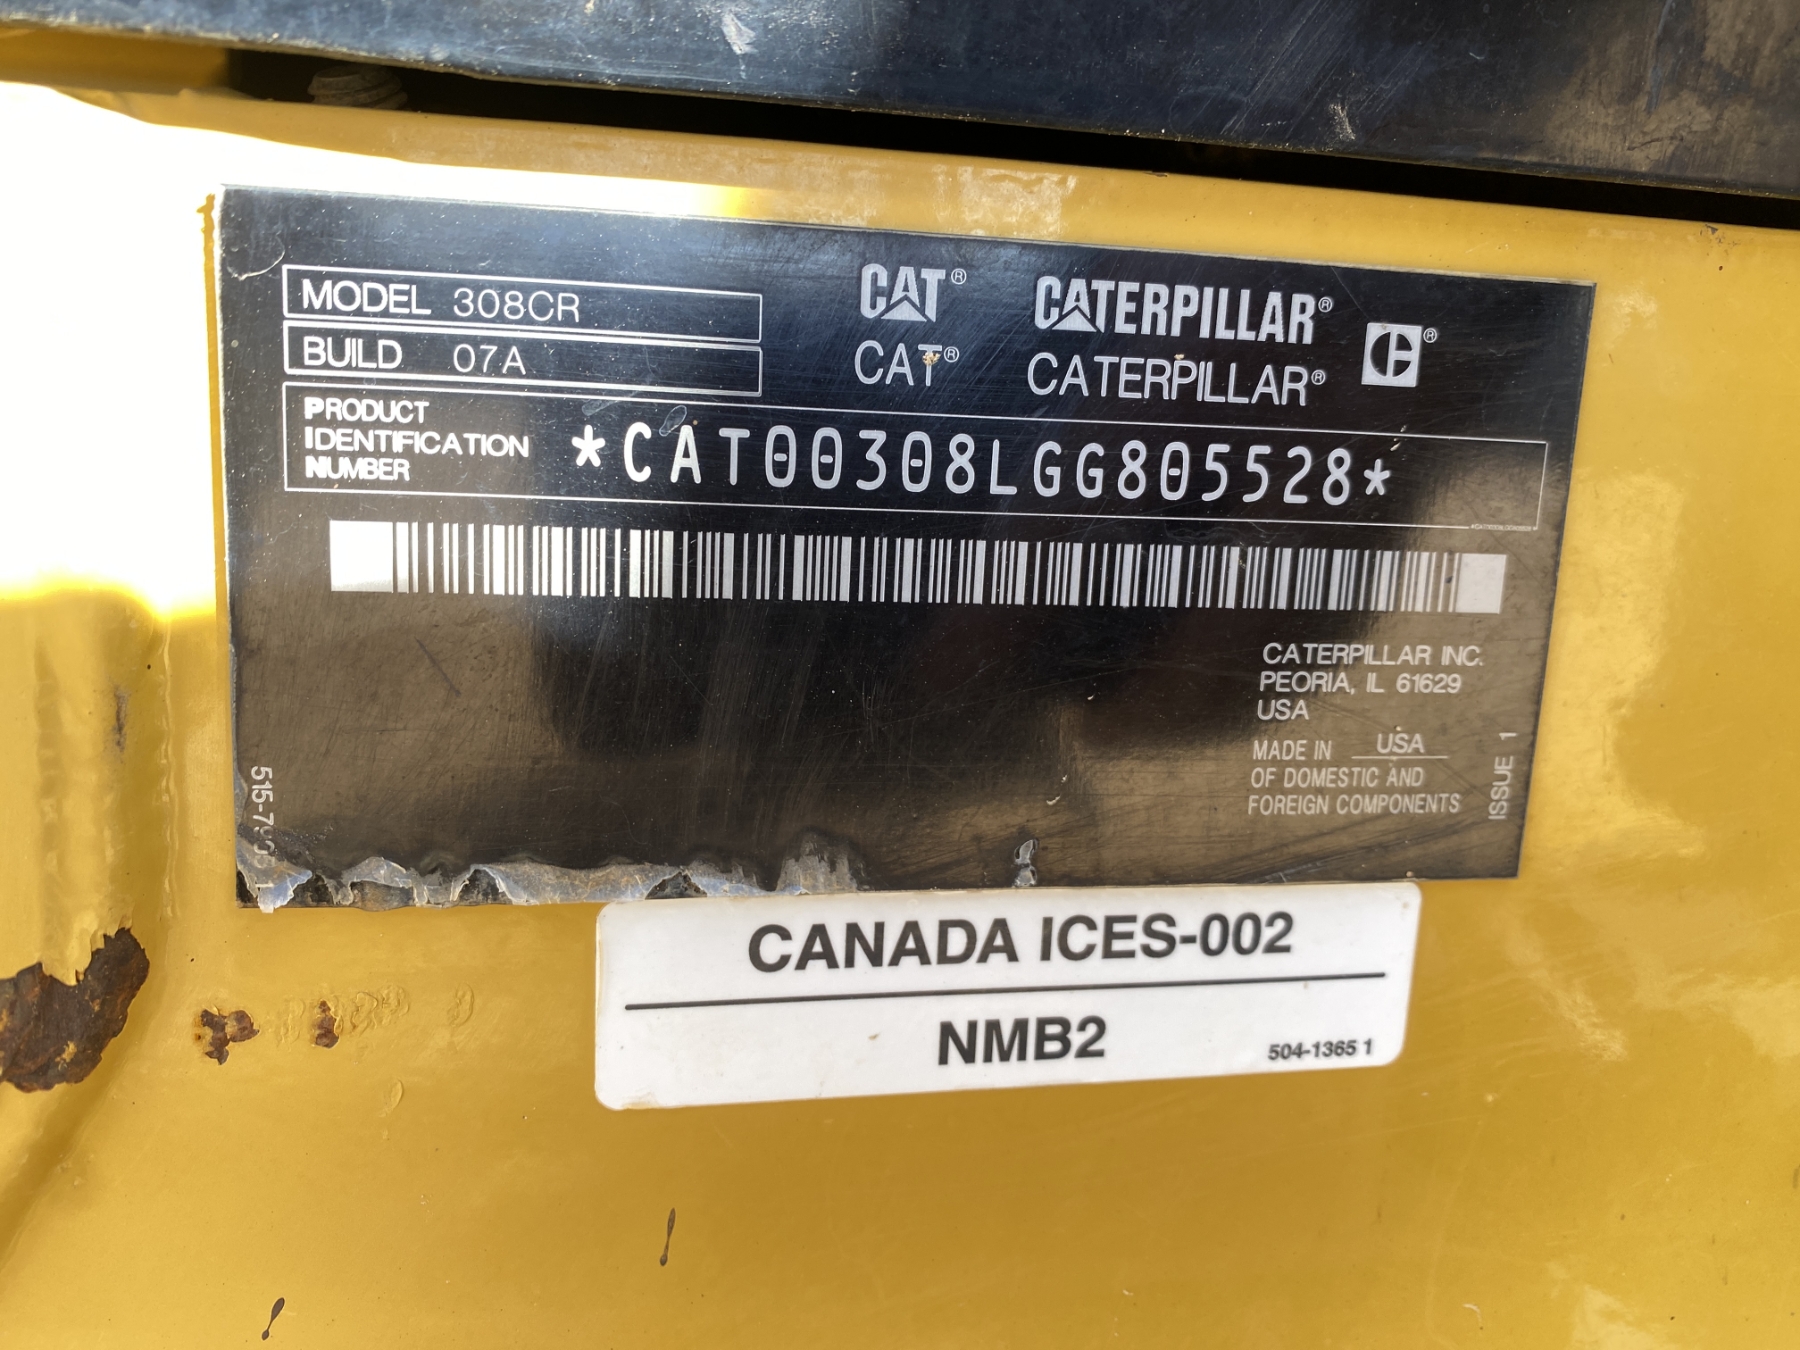 MODEL 308CR
BUILD 07A
CAT® CATERPILLAR®
CAT® CATERPILLAR®
PRODUCT
IDENTIFICATION
NUMBER
*CAT00308LGG805528*
CATERPILLAR INC.
PEORIA, IL 61629
USA
MADE IN USA
OF DOMESTIC AND
FOREIGN COMPONENTS
ISSUE 1
CANADA ICES-002
NMB2
504-1365 1